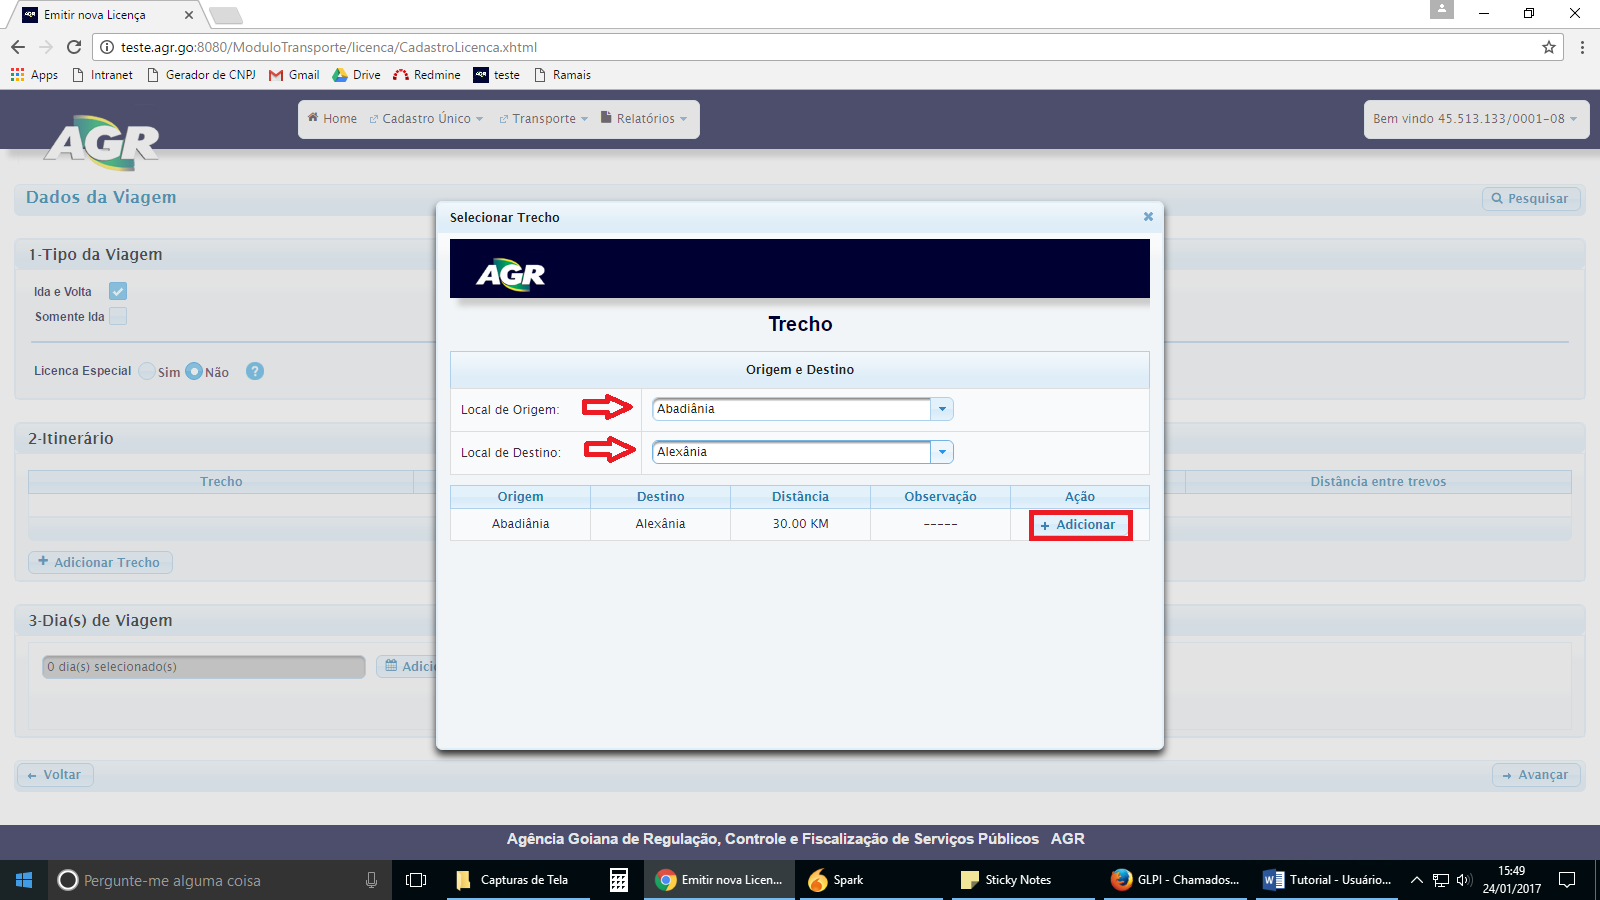 Emitir nova Licença
teste.agr.go:8080/ModuloTransporte/licenca/CadastroLicenca.xhtml
Apps Intranet Gerador de CNPJ Gmail Drive Redmine teste Ramais
AGR
Home Cadastro Único Transporte Relatórios
Bem vindo 45.513.133/0001-08
Dados da Viagem
Pesquisar
1-Tipo da Viagem
Ida e Volta
Somente Ida
Licenca Especial Sim Não ?
2-Itinerário
Trecho
Distância entre trevos
Adicionar Trecho
3-Dia(s) de Viagem
0 dia(s) selecionado(s)
Adici
Voltar
Avançar
Selecionar Trecho
AGR
Trecho
Origem e Destino
Local de Origem: Abadiânia
Local de Destino: Alexânia
Origem Destino Distância Observação Ação
Abadiânia Alexânia 30.00 KM ----- + Adicionar
Agência Goiana de Regulação, Controle e Fiscalização de Serviços Públicos AGR
Pergunte-me alguma coisa
Capturas de Tela
Emitir nova Licen...
Spark
Sticky Notes
GLPI - Chamados...
Tutorial - Usuário...
15:49
24/01/2017